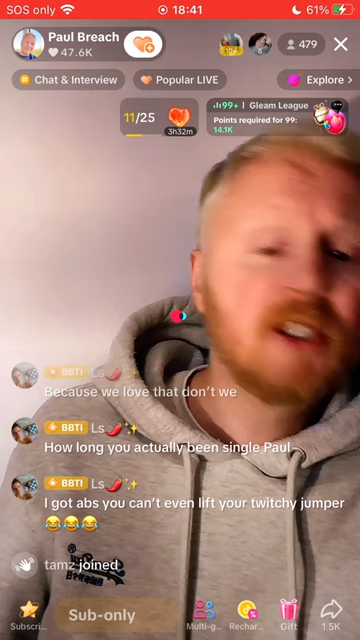 SOS only
18:41
61%
Paul Breach
47.6K
479
Chat & Interview
Popular LIVE
Explore >
11/25
3h32m
99+ | Gleam League
Points required for 99:
14.1K
BBTI Ls
Because we love that don't we
BBTI Ls
How long you actually been single Paul
BBTI Ls
I got abs you can't even lift your twitchy jumper
tamz joined
Subscri...
Sub-only
Multi-g...
Rechar...
Gift
1.5K